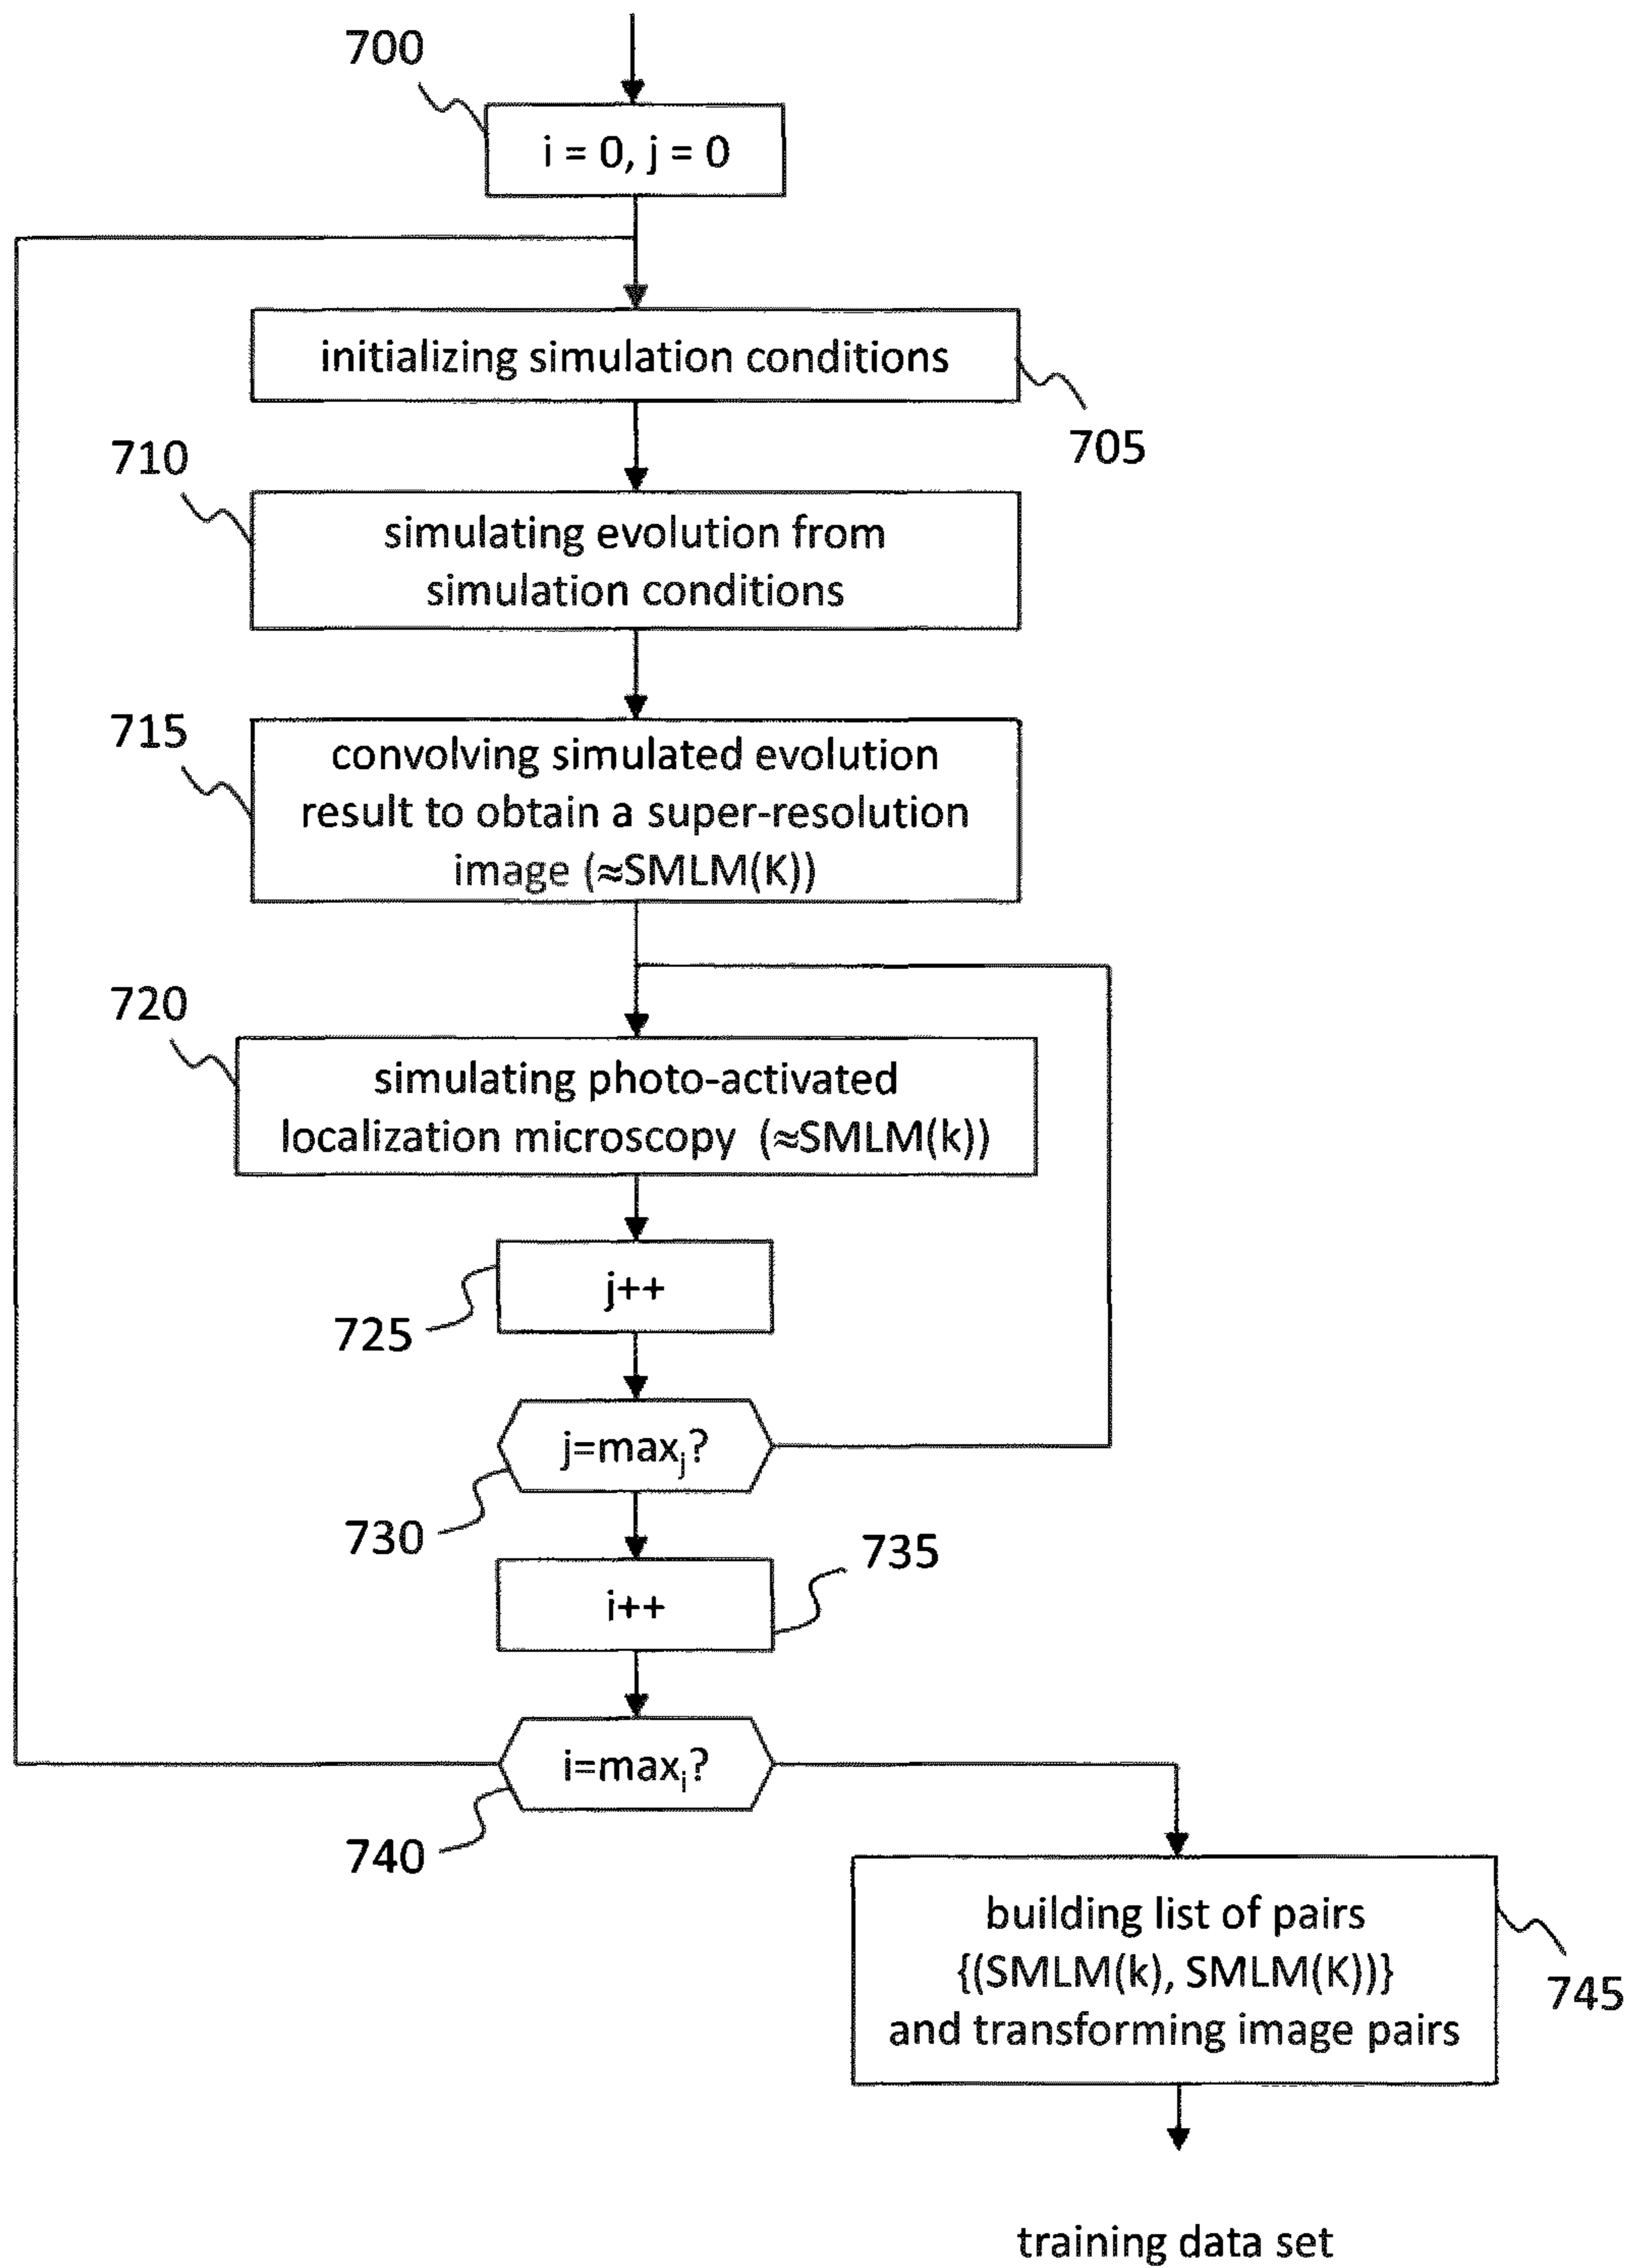 700
i = 0, j = 0
initializing simulation conditions
705
710
simulating evolution from
simulation conditions
715
convolving simulated evolution
result to obtain a super-resolution
image (≈SMLM(K))
720
simulating photo-activated
localization microscopy (≈SMLM(k))
j++
725
j=maxj?
730
735
i++
i=maxi?
740
building list of pairs
{(SMLM(k), SMLM(K))}
and transforming image pairs
745
training data set